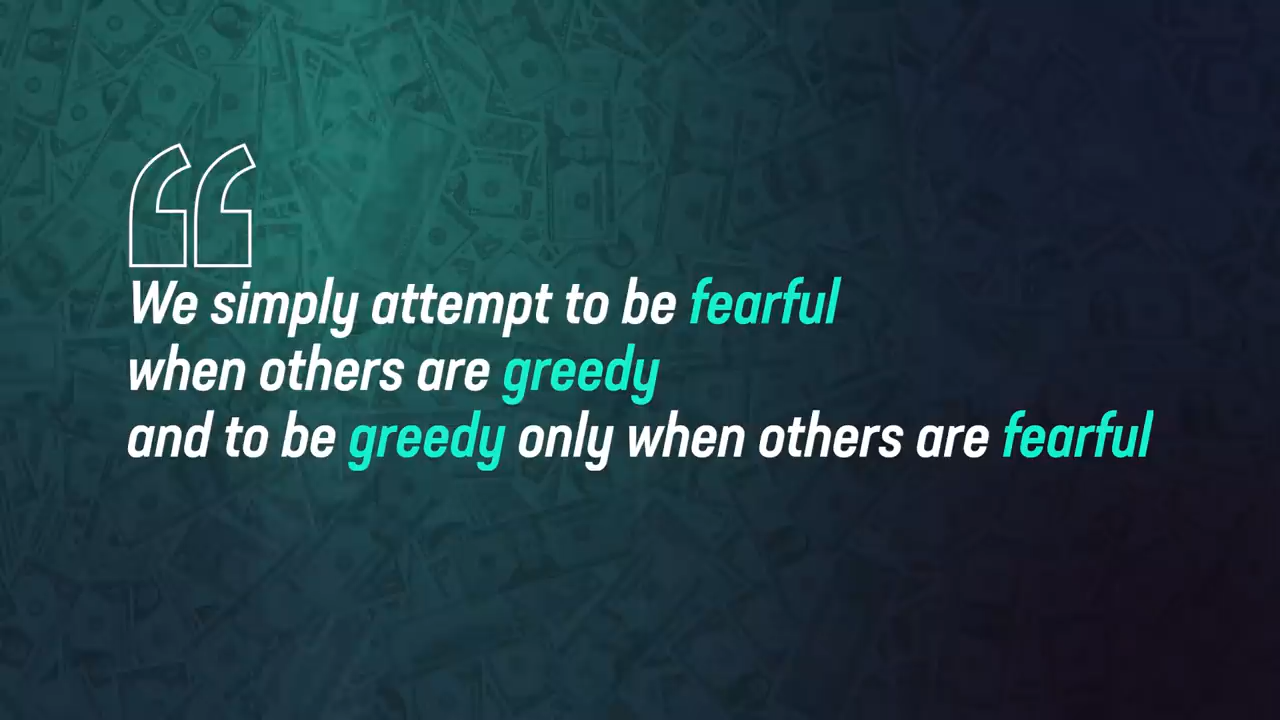 We simply attempt to be fearful
when others are greedy
and to be greedy only when others are fearful